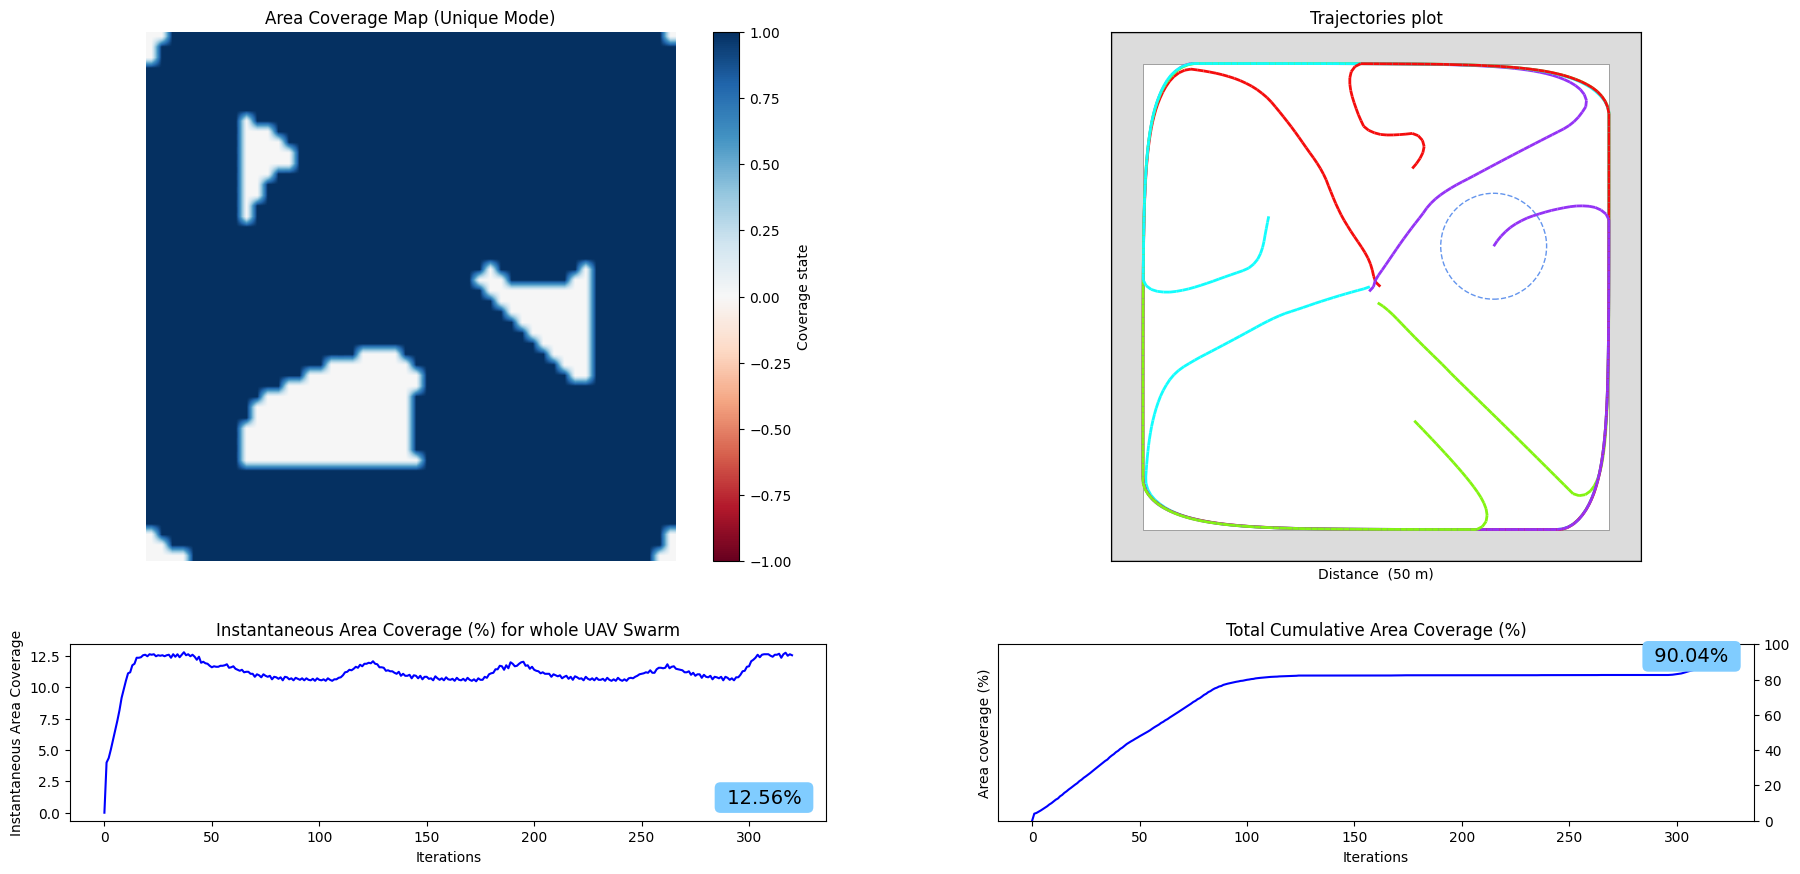 Area Coverage Map (Unique Mode)
1.00
0.75
0.50
0.25
0.00
−0.25
−0.50
−0.75
−1.00
Coverage state
Trajectories plot
Distance  (50 m)
Instantaneous Area Coverage (%) for whole UAV Swarm
Instantaneous Area Coverage
12.5
10.0
7.5
5.0
2.5
0.0
12.56%
0 50 100 150 200 250 300
Iterations
Total Cumulative Area Coverage (%)
Area coverage (%)
90.04%
100
80
60
40
20
0
0 50 100 150 200 250 300
Iterations